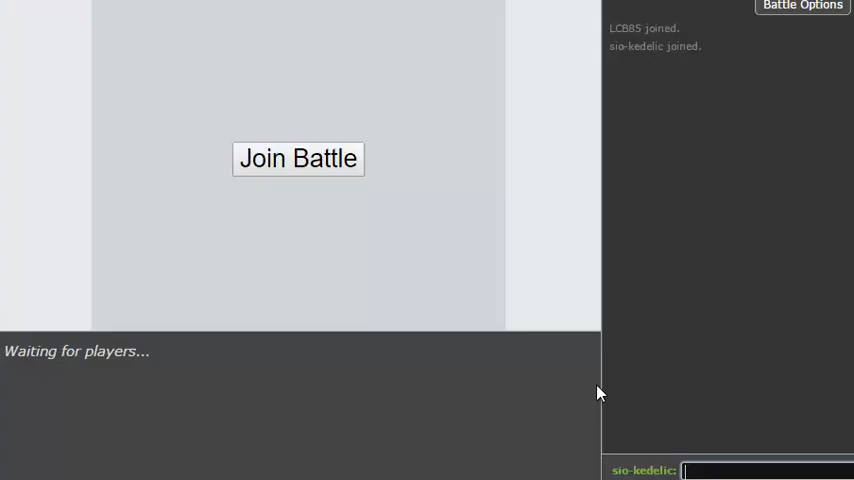 Battle Options
LCB85 joined.
sio-kedelic joined.
Join Battle
Waiting for players...
sio-kedelic: